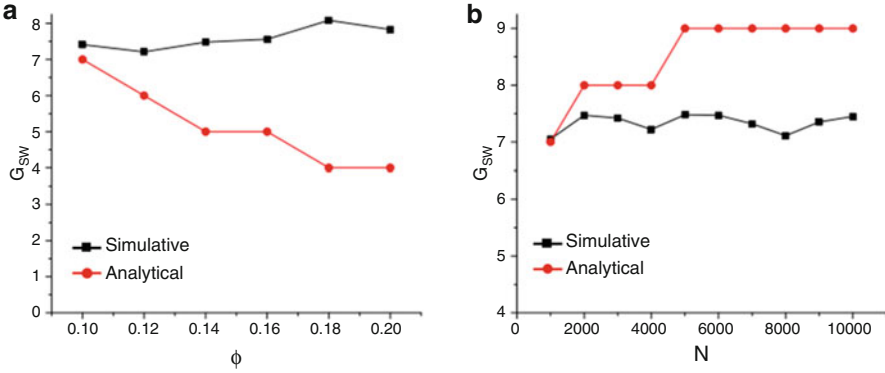 a
8
7
6
5
4
3
2
1
0
G_SW
Simulative
Analytical
0.10 0.12 0.14 0.16 0.18 0.20
ϕ
b
9
8
7
6
5
4
G_SW
Simulative
Analytical
0 2000 4000 6000 8000 10000
N